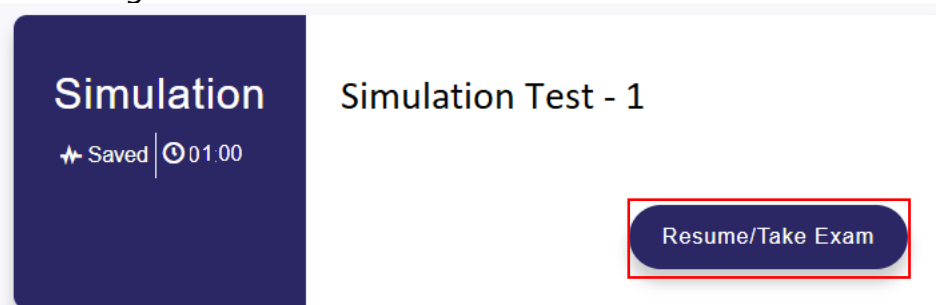 Simulation
Saved 01:00
Simulation Test - 1
Resume/Take Exam